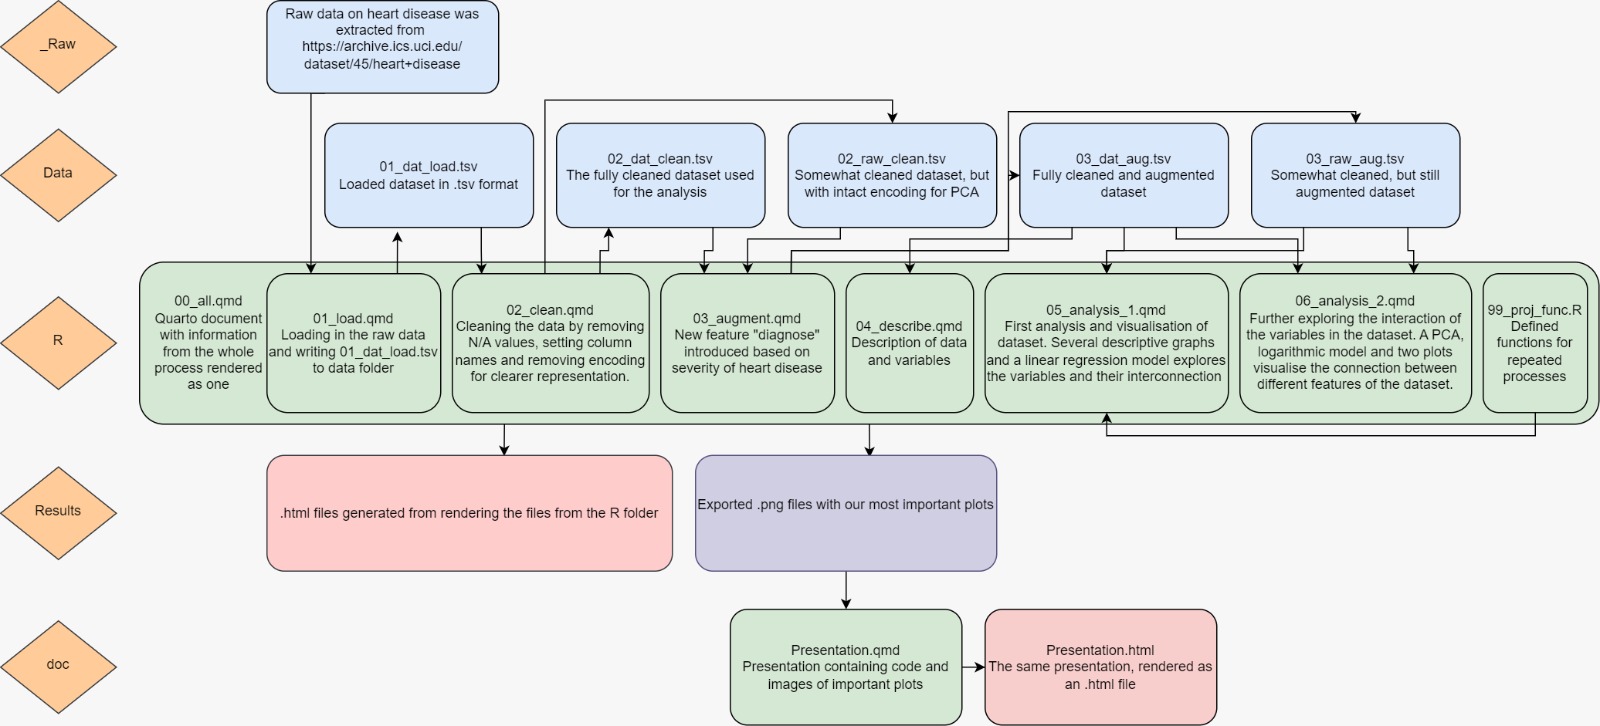 _Raw
Raw data on heart disease was
extracted from
https://archive.ics.uci.edu/
dataset/45/heart+disease
Data
01_dat_load.tsv
Loaded dataset in .tsv format
02_dat_clean.tsv
The fully cleaned dataset used
for the analysis
02_raw_clean.tsv
Somewhat cleaned dataset, but
with intact encoding for PCA
03_dat_aug.tsv
Fully cleaned and augmented
dataset
03_raw_aug.tsv
Somewhat cleaned, but still
augmented dataset
R
00_all.qmd
Quarto document
with information
from the whole
process rendered
as one
01_load.qmd
Loading in the raw data
and writing 01_dat_load.tsv
to data folder
02_clean.qmd
Cleaning the data by removing
N/A values, setting column
names and removing encoding
for clearer representation.
03_augment.qmd
New feature "diagnose"
introduced based on
severity of heart disease
04_describe.qmd
Description of data
and variables
05_analysis_1.qmd
First analysis and visualisation of
dataset. Several descriptive graphs
and a linear regression model explores
the variables and their interconnection
06_analysis_2.qmd
Further exploring the interaction of
the variables in the dataset. A PCA,
logarithmic model and two plots
visualise the connection between
different features of the dataset.
99_proj_func.R
Defined
functions for
repeated
processes
Results
.html files generated from rendering the files from the R folder
Exported .png files with our most important plots
doc
Presentation.qmd
Presentation containing code and
images of important plots
Presentation.html
The same presentation, rendered as
an .html file